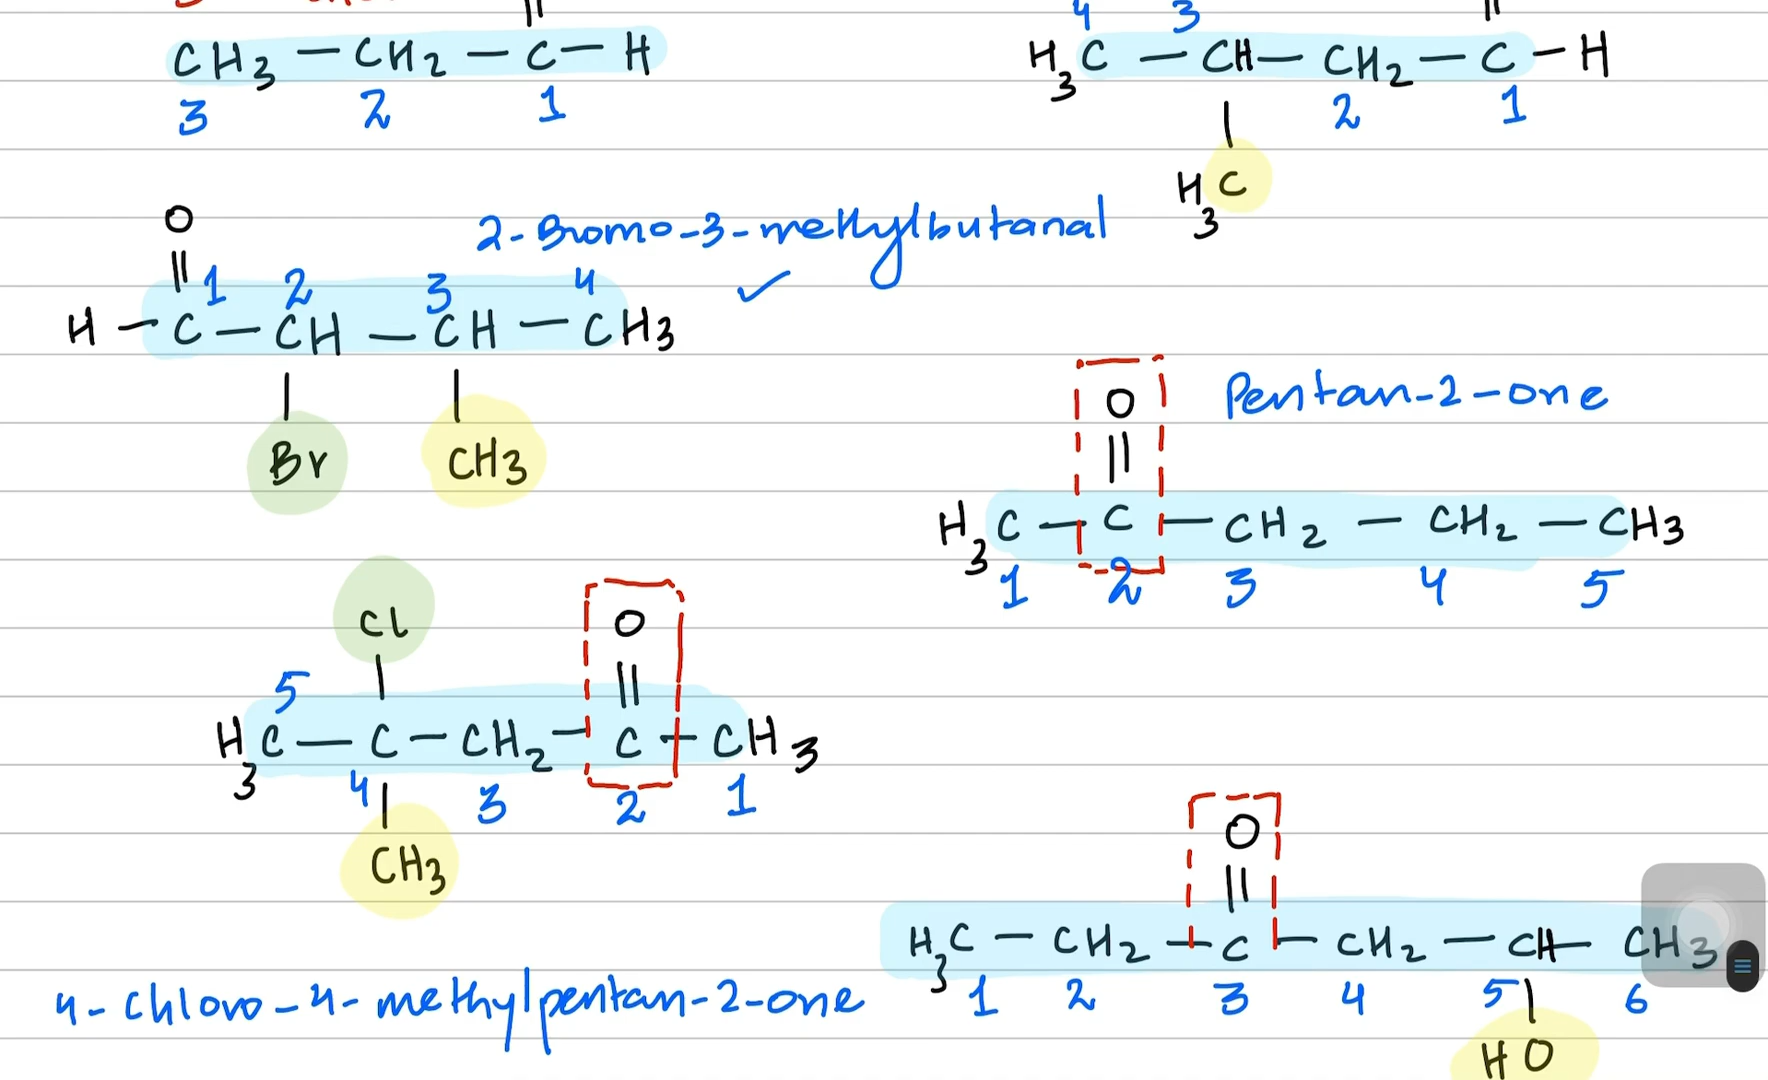 CH3 — CH2 — C — H
3 2 1
4 3
H3C — CH — CH2 — C — H
2 1
H3C
O
||
2-Bromo-3-methylbutanal
1 2 3 4
H — C — CH — CH — CH3
Br CH3
O
||
Pentan-2-one
H3C — C — CH2 — CH2 — CH3
1 2 3 4 5
Cl O
||
5
H3C — C — CH2 — C — CH3
4 3 2 1
CH3
4-chloro-4-methylpentan-2-one
O
||
H3C — CH2 — C — CH2 — CH — CH3
1 2 3 4 5 6
HO